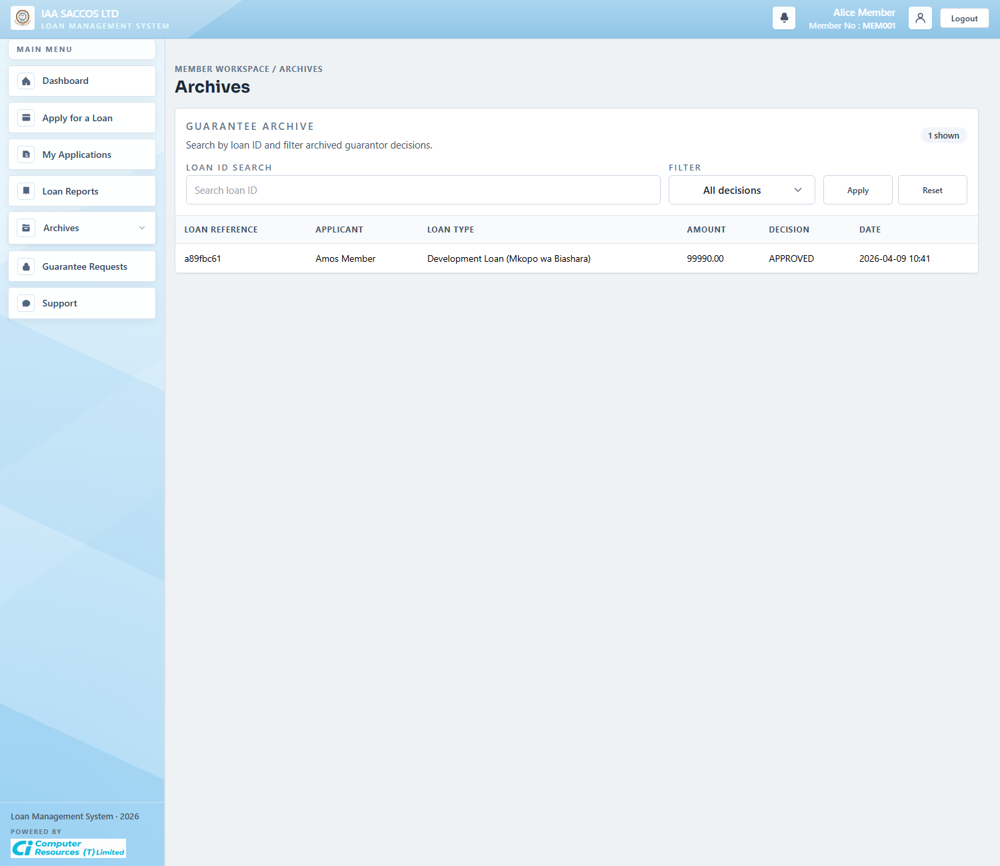 IAA SACCOS LTD
LOAN MANAGEMENT SYSTEM
Alice Member
Member No : MEM001
Logout
MAIN MENU
Dashboard
Apply for a Loan
My Applications
Loan Reports
Archives
Guarantee Requests
Support
MEMBER WORKSPACE / ARCHIVES
Archives
GUARANTEE ARCHIVE
Search by loan ID and filter archived guarantor decisions.
1 shown
LOAN ID SEARCH
FILTER
Search loan ID
All decisions
Apply
Reset
LOAN REFERENCE APPLICANT LOAN TYPE AMOUNT DECISION DATE
a89fbc61 Amos Member Development Loan (Mkopo wa Biashara) 99990.00 APPROVED 2026-04-09 10:41
Loan Management System · 2026
POWERED BY
Ci Computer
Resources (T) Limited